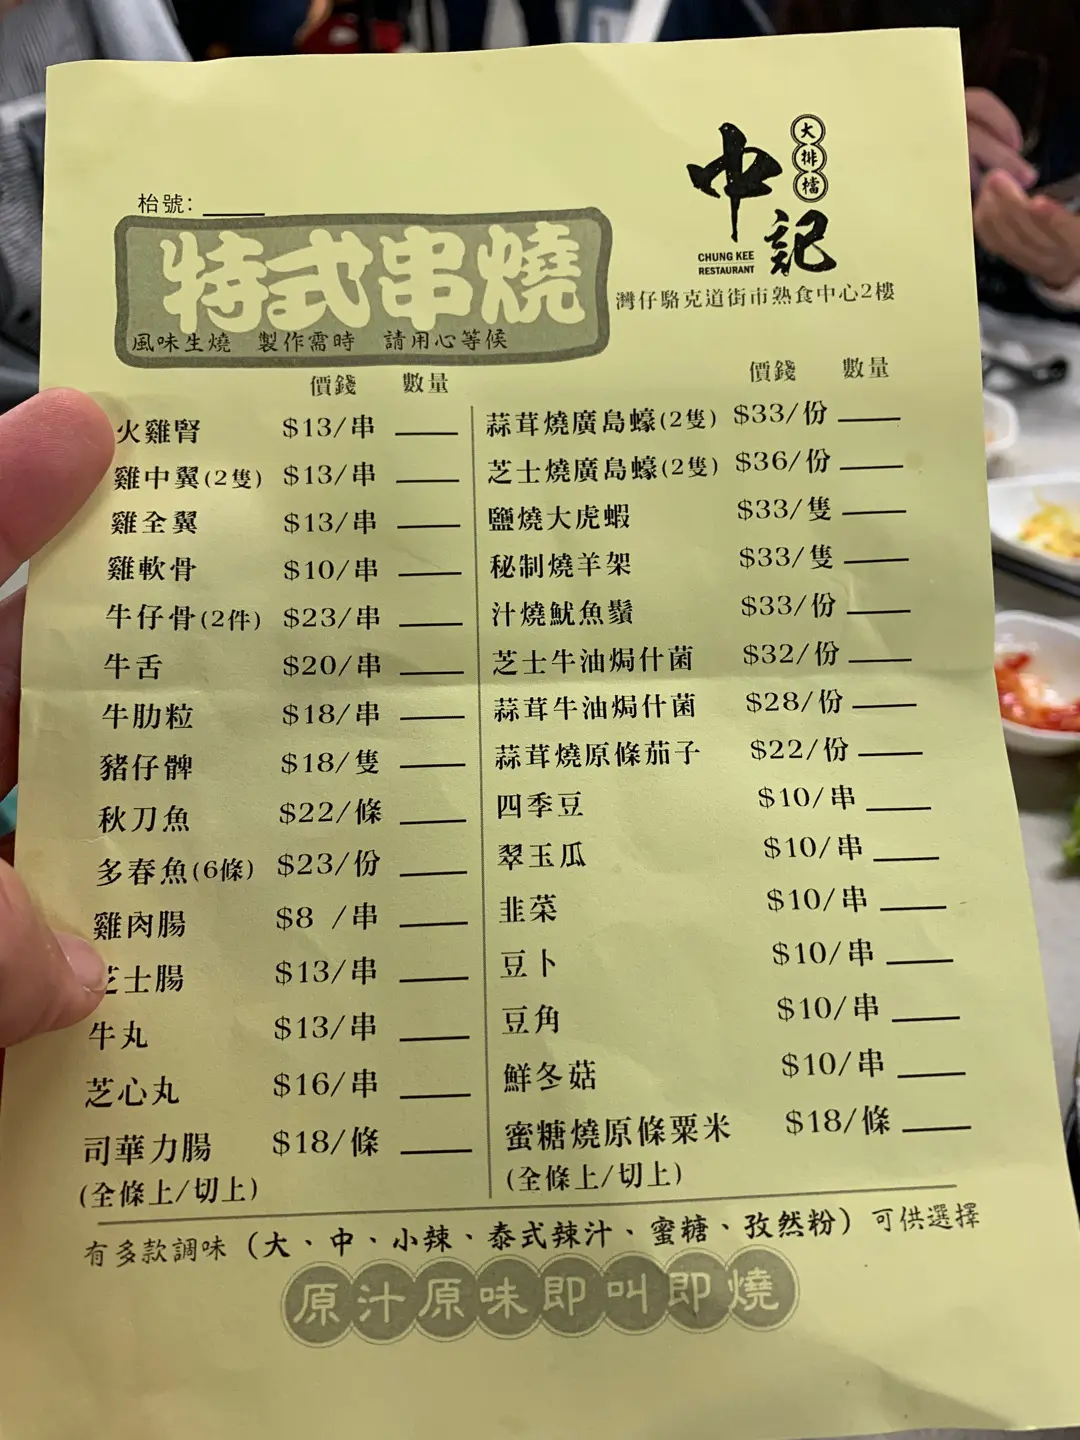 大排檔
中記
CHUNG KEE
RESTAURANT
灣仔駱克道街市熟食中心2樓
枱號:
特式串燒
風味生燒 製作需時 請用心等候
價錢 數量
火雞腎 $13/串
雞中翼(2隻) $13/串
雞全翼 $13/串
雞軟骨 $10/串
牛仔骨(2件) $23/串
牛舌 $20/串
牛肋粒 $18/串
豬仔髀 $18/隻
秋刀魚 $22/條
多春魚(6條) $23/份
雞肉腸 $8 /串
芝士腸 $13/串
牛丸 $13/串
芝心丸 $16/串
司華力腸 $18/條
(全條上/切上)
價錢 數量
蒜茸燒廣島蠔(2隻) $33/份
芝士燒廣島蠔(2隻) $36/份
鹽燒大虎蝦 $33/隻
秘制燒羊架 $33/隻
汁燒魷魚鬚 $33/份
芝士牛油焗什菌 $32/份
蒜茸牛油焗什菌 $28/份
蒜茸燒原條茄子 $22/份
四季豆 $10/串
翠玉瓜 $10/串
韭菜 $10/串
豆卜 $10/串
豆角 $10/串
鮮冬菇 $10/串
蜜糖燒原條粟米 $18/條
(全條上/切上)
有多款調味（大、中、小辣、泰式辣汁、蜜糖、孜然粉）可供選擇
原汁原味即叫即燒